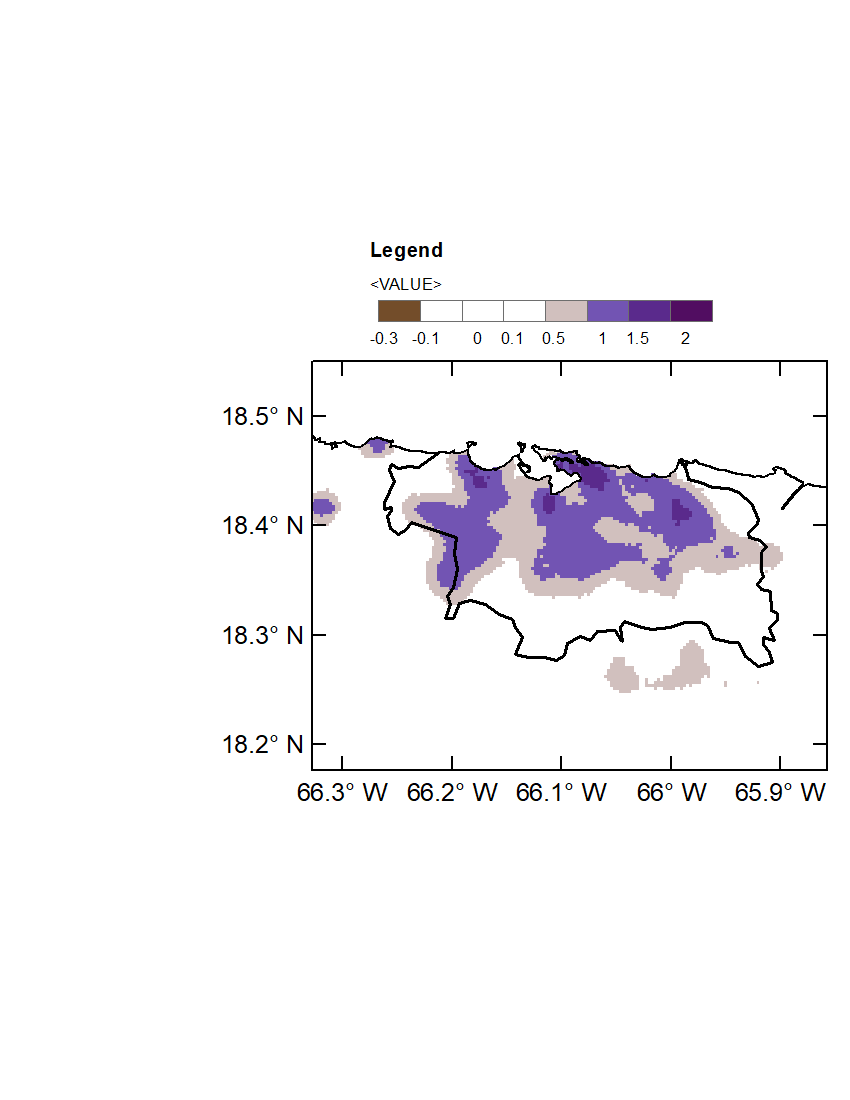 Legend
<VALUE>
-0.3 -0.1 0 0.1 0.5 1 1.5 2
18.5° N
18.4° N
18.3° N
18.2° N
66.3° W 66.2° W 66.1° W 66° W 65.9° W